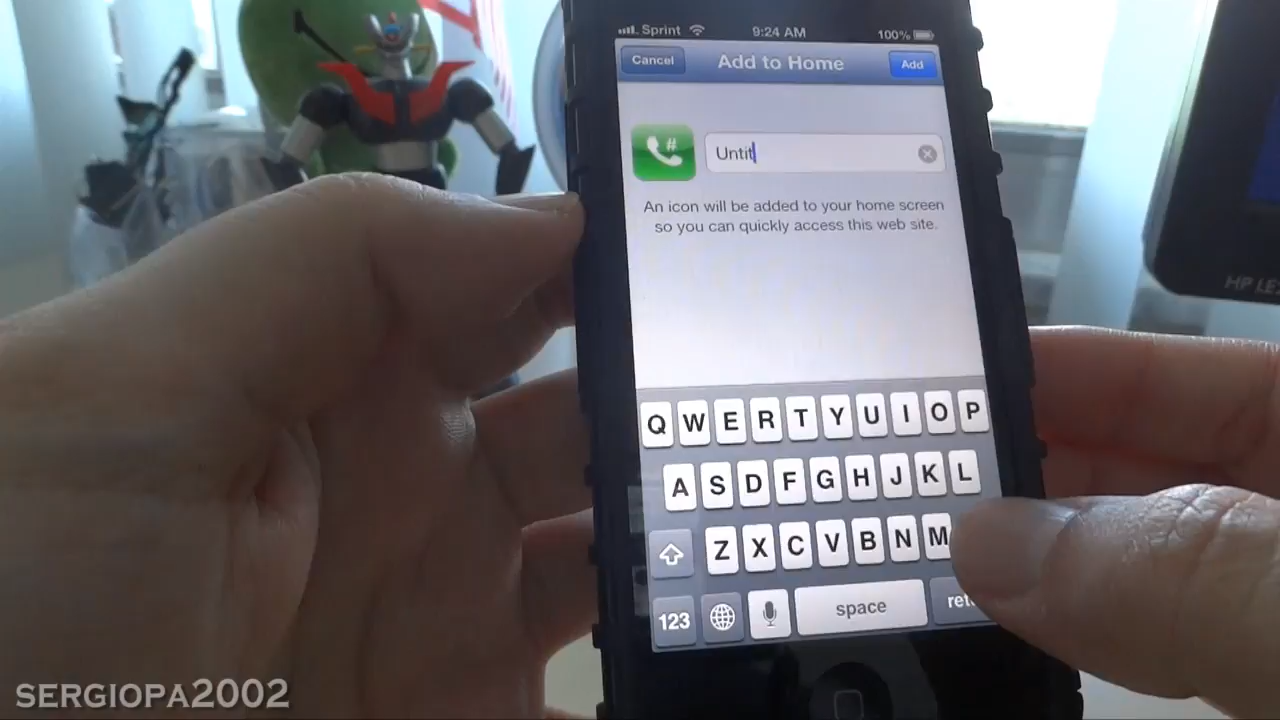 Sprint 9:24 AM 100%
Cancel Add to Home Add
#
Untit
An icon will be added to your home screen
so you can quickly access this web site.
Q W E R T Y U I O P
A S D F G H J K L
Z X C V B N M
123 space
HP
SERGIOPA2002